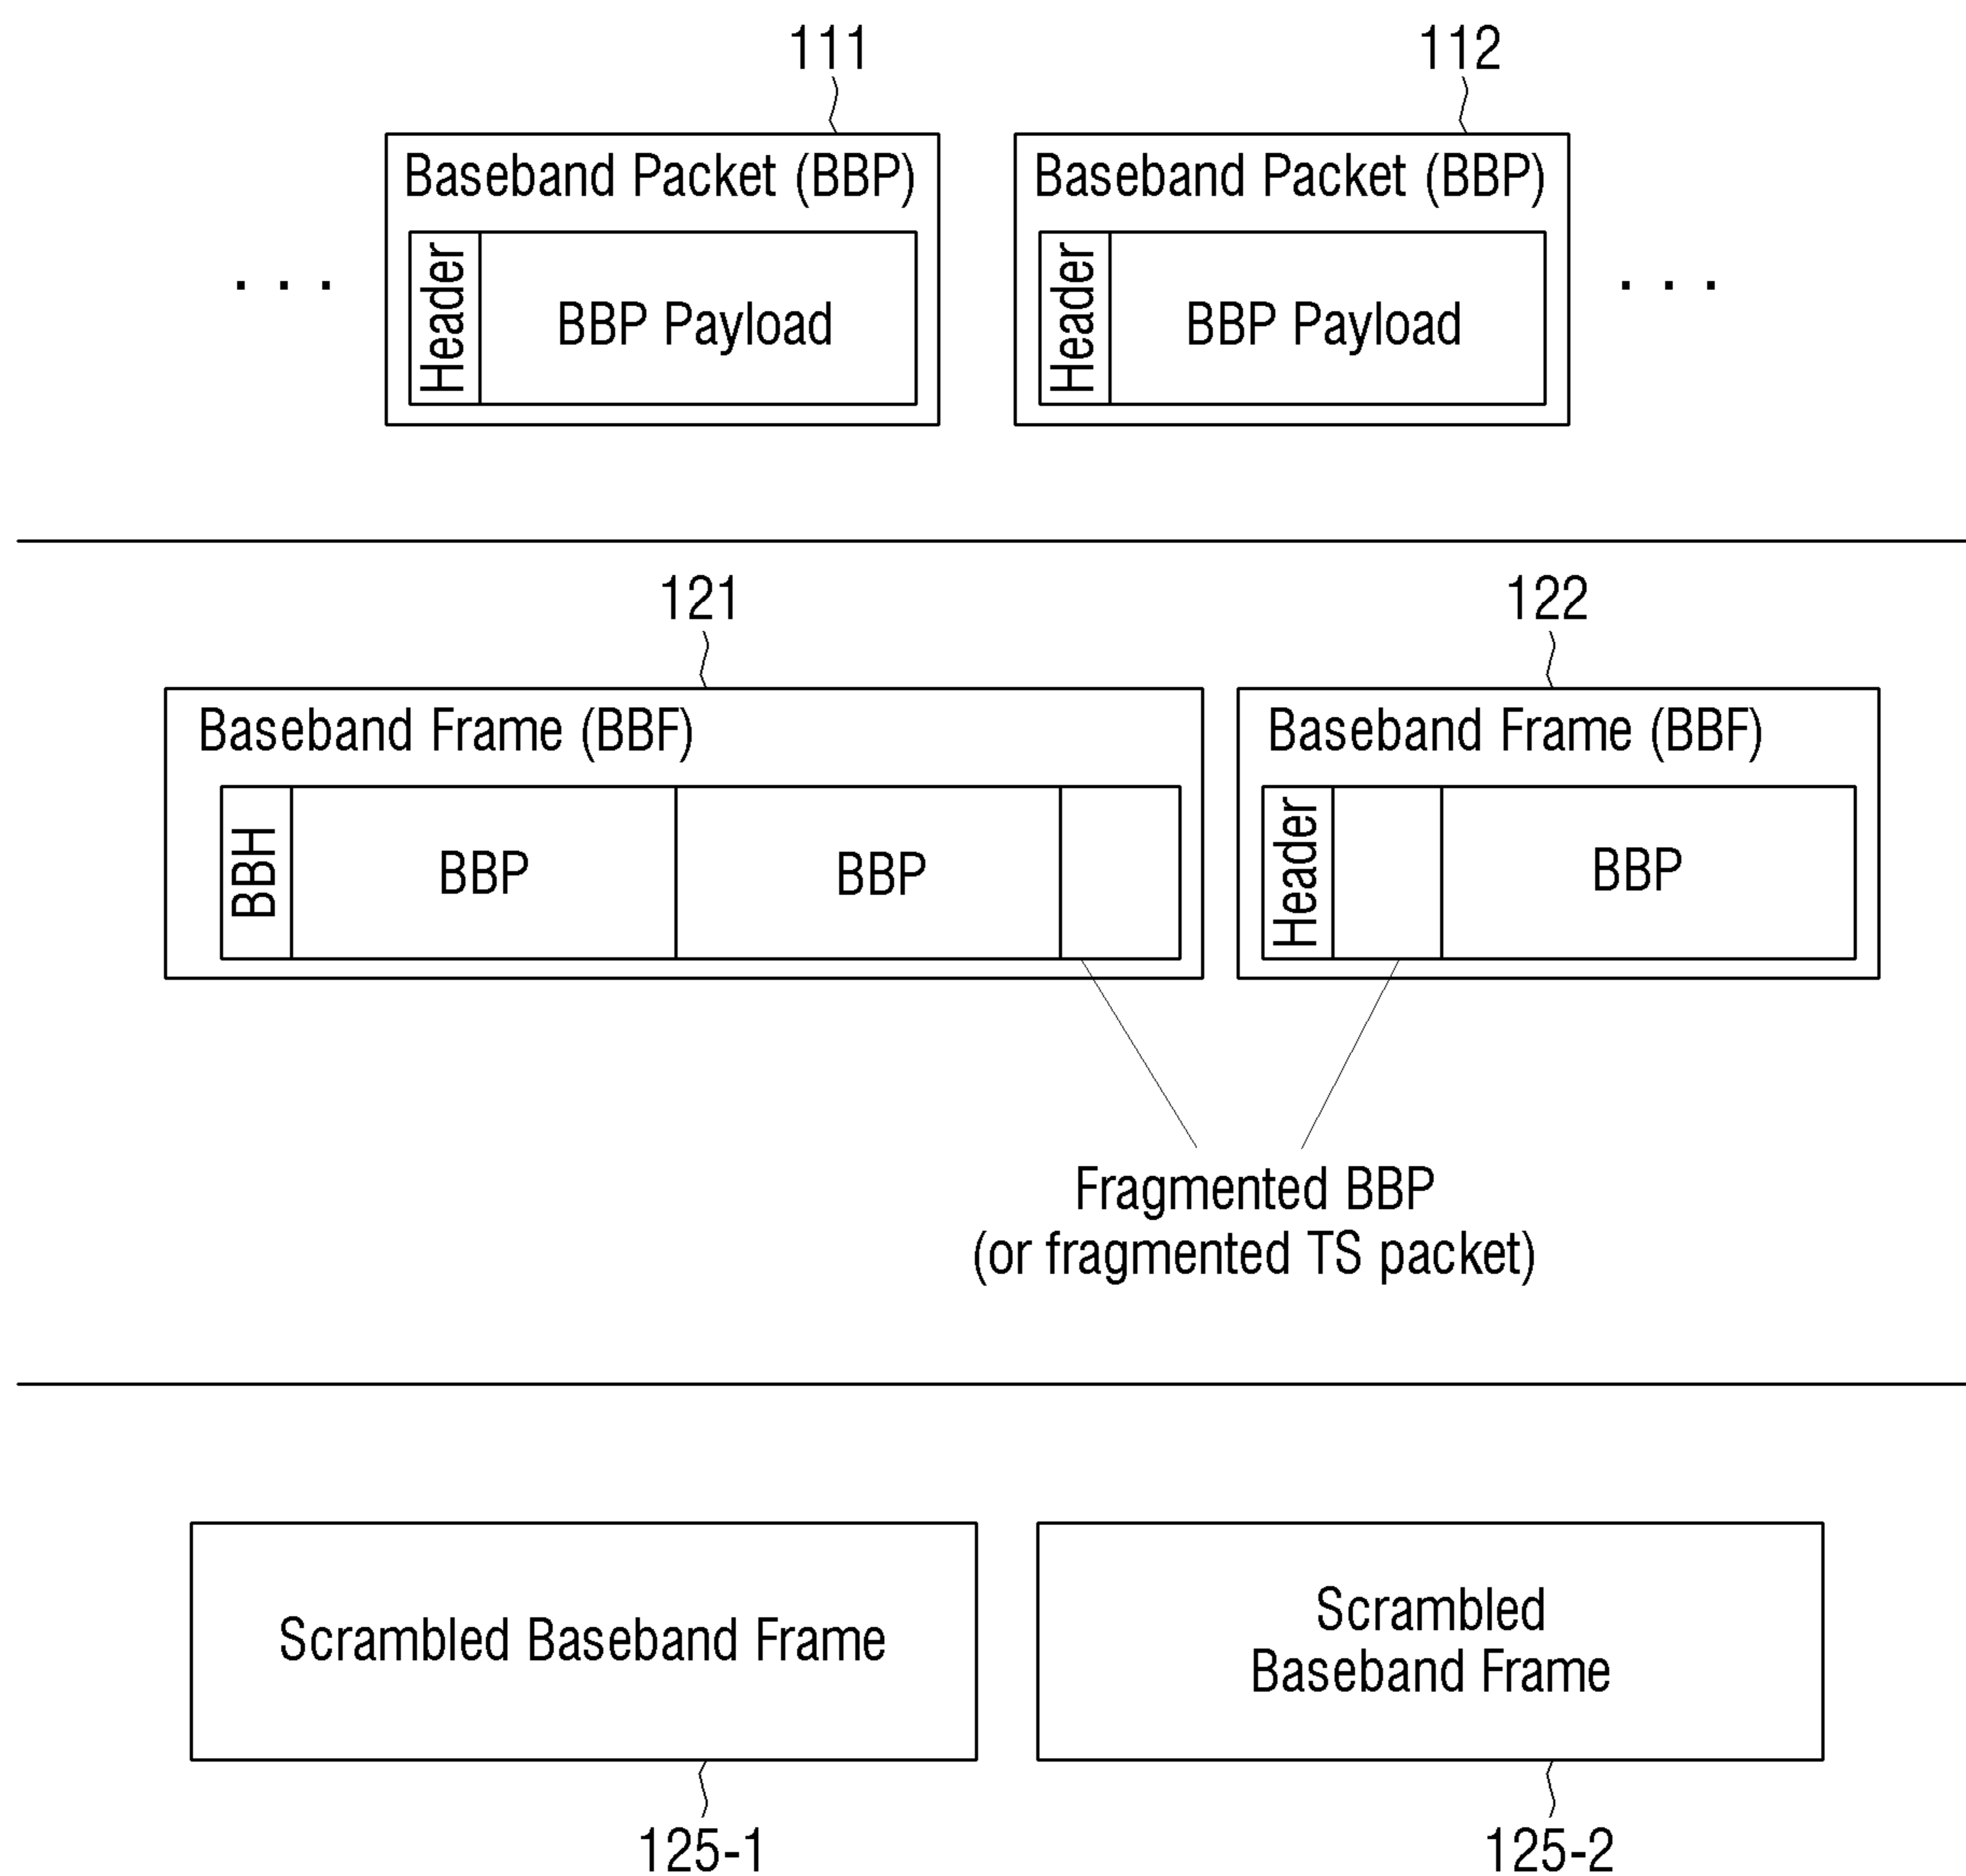 111
112
Baseband Packet (BBP)
Baseband Packet (BBP)
Header
BBP Payload
Header
BBP Payload
. . .
. . .
121
122
Baseband Frame (BBF)
Baseband Frame (BBF)
BBH
BBP
BBP
Header
BBP
Fragmented BBP
(or fragmented TS packet)
Scrambled Baseband Frame
Scrambled
Baseband Frame
125-1
125-2